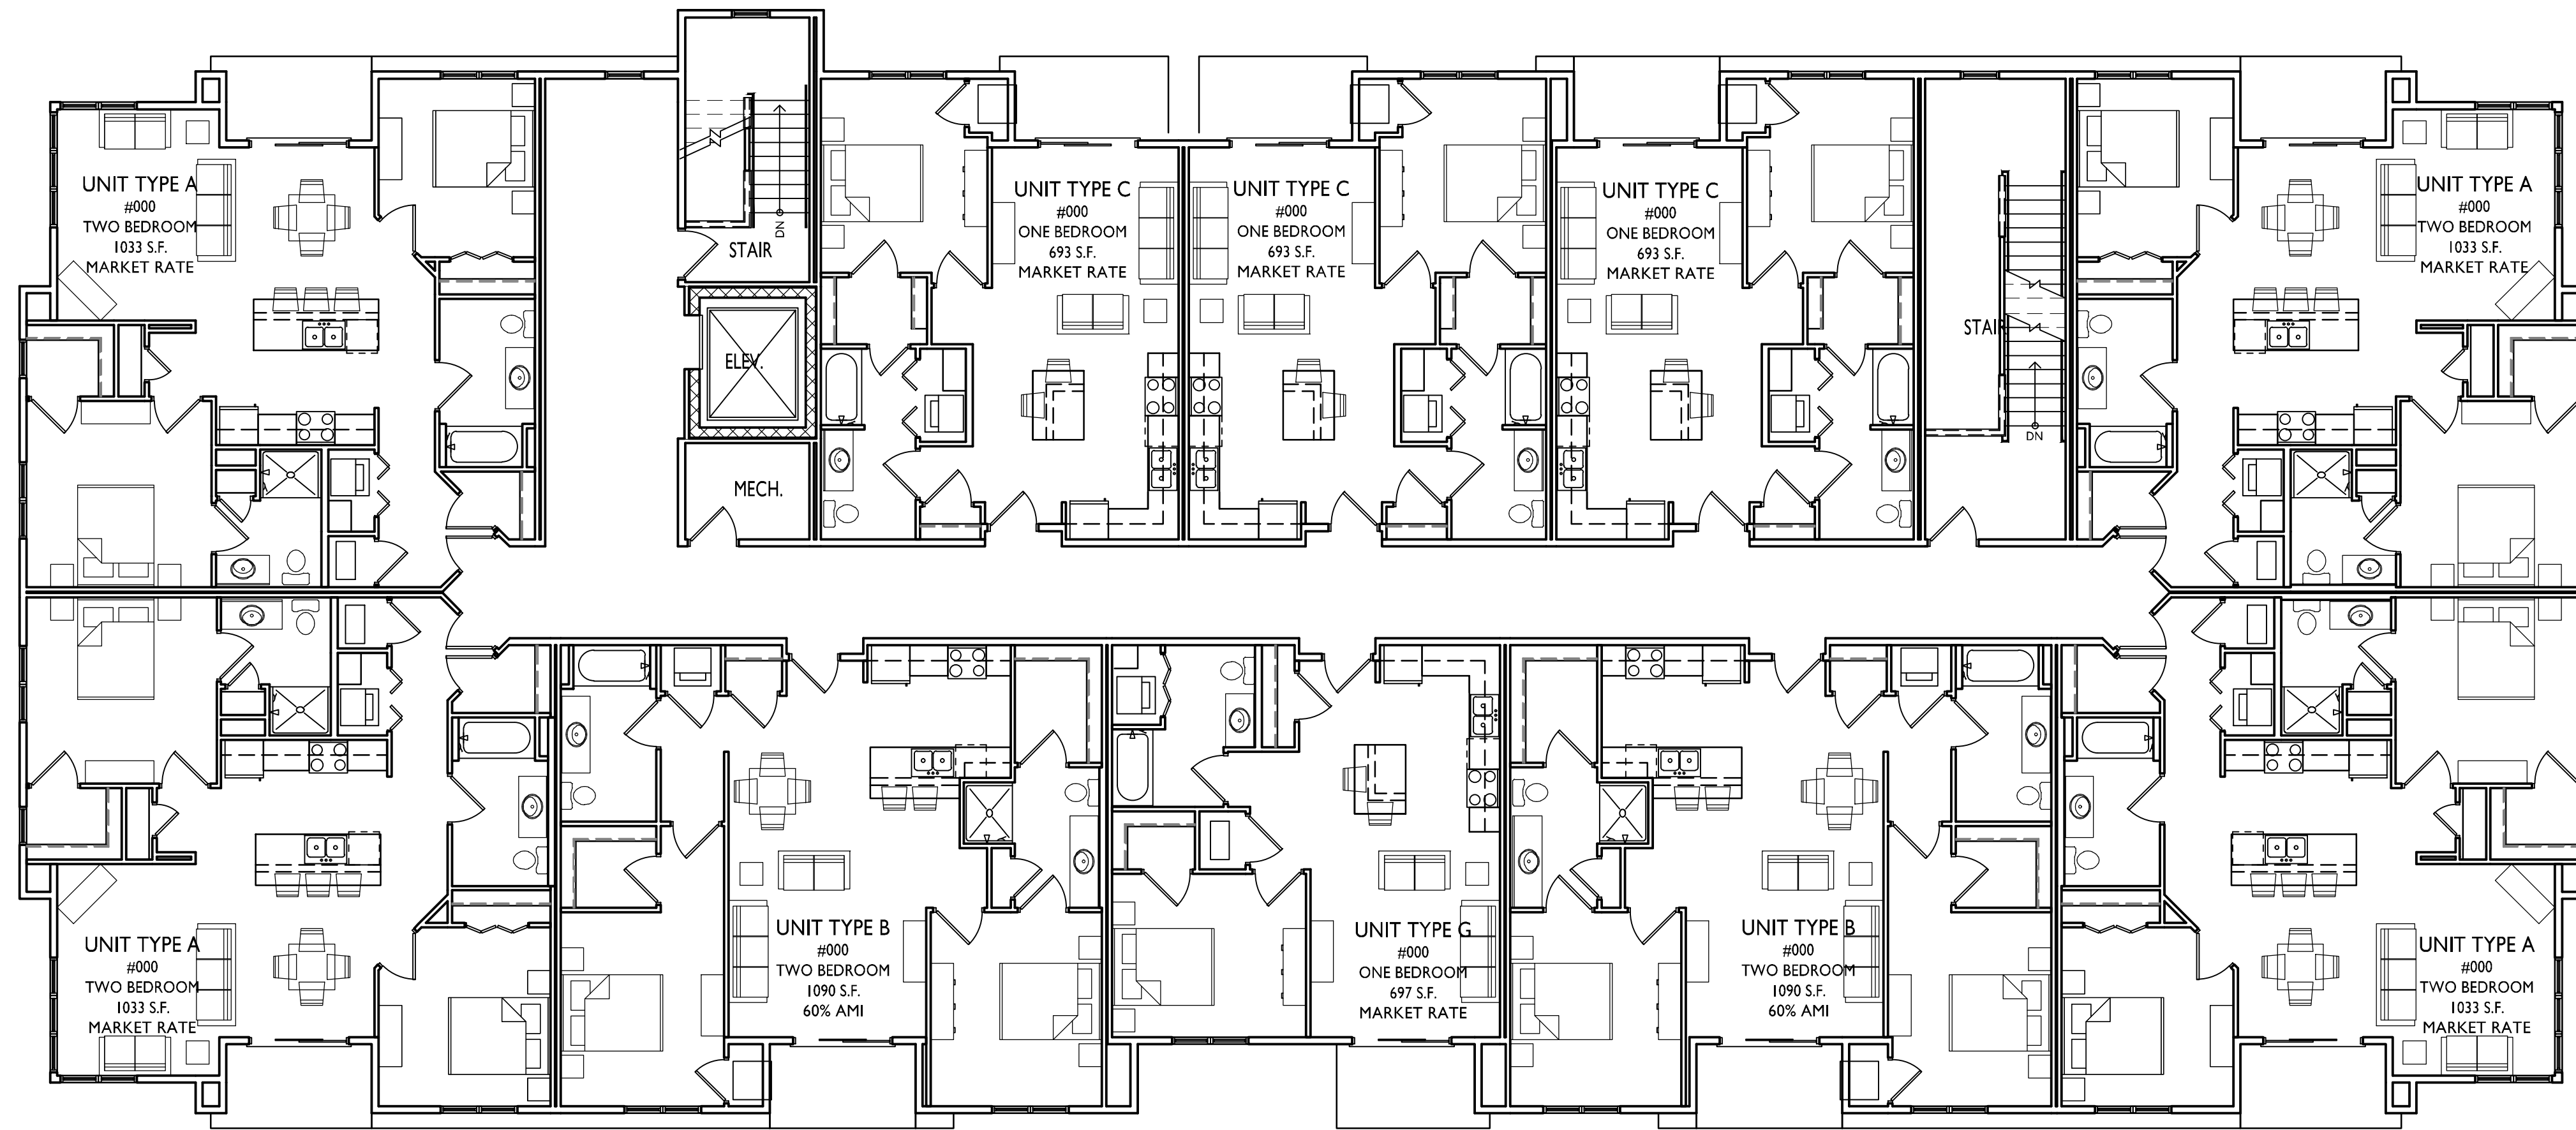 UNIT TYPE A
#000
TWO BEDROOM
1033 S.F.
MARKET RATE
STAIR
DN
ELEV.
MECH.
UNIT TYPE C
#000
ONE BEDROOM
693 S.F.
MARKET RATE
UNIT TYPE C
#000
ONE BEDROOM
693 S.F.
MARKET RATE
UNIT TYPE C
#000
ONE BEDROOM
693 S.F.
MARKET RATE
STAIR
DN
UNIT TYPE A
#000
TWO BEDROOM
1033 S.F.
MARKET RATE
UNIT TYPE A
#000
TWO BEDROOM
1033 S.F.
MARKET RATE
UNIT TYPE B
#000
TWO BEDROOM
1090 S.F.
60% AMI
UNIT TYPE G
#000
ONE BEDROOM
697 S.F.
MARKET RATE
UNIT TYPE B
#000
TWO BEDROOM
1090 S.F.
60% AMI
UNIT TYPE A
#000
TWO BEDROOM
1033 S.F.
MARKET RATE